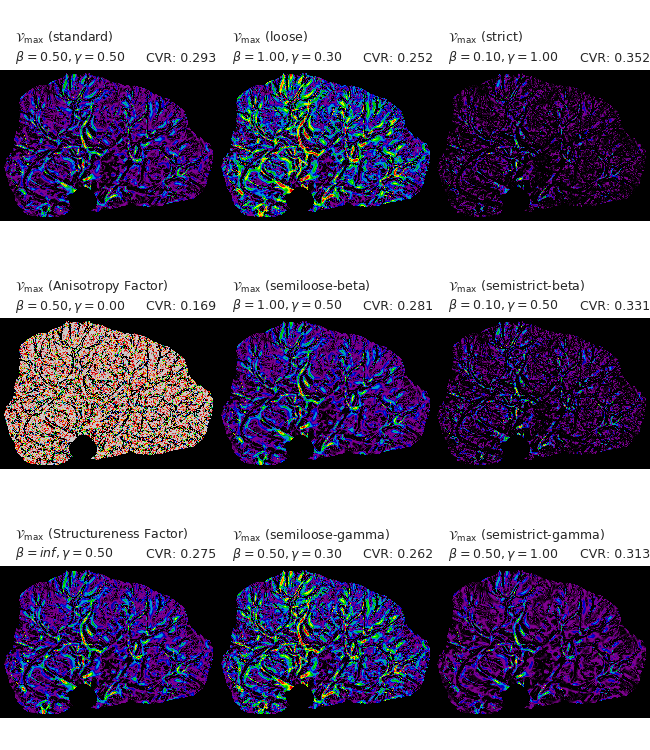 𝒱max (standard)
β = 0.50, γ = 0.50 CVR: 0.293
𝒱max (loose)
β = 1.00, γ = 0.30 CVR: 0.252
𝒱max (strict)
β = 0.10, γ = 1.00 CVR: 0.352
𝒱max (Anisotropy Factor)
β = 0.50, γ = 0.00 CVR: 0.169
𝒱max (semiloose-beta)
β = 1.00, γ = 0.50 CVR: 0.281
𝒱max (semistrict-beta)
β = 0.10, γ = 0.50 CVR: 0.331
𝒱max (Structureness Factor)
β = inf, γ = 0.50 CVR: 0.275
𝒱max (semiloose-gamma)
β = 0.50, γ = 0.30 CVR: 0.262
𝒱max (semistrict-gamma)
β = 0.50, γ = 1.00 CVR: 0.313